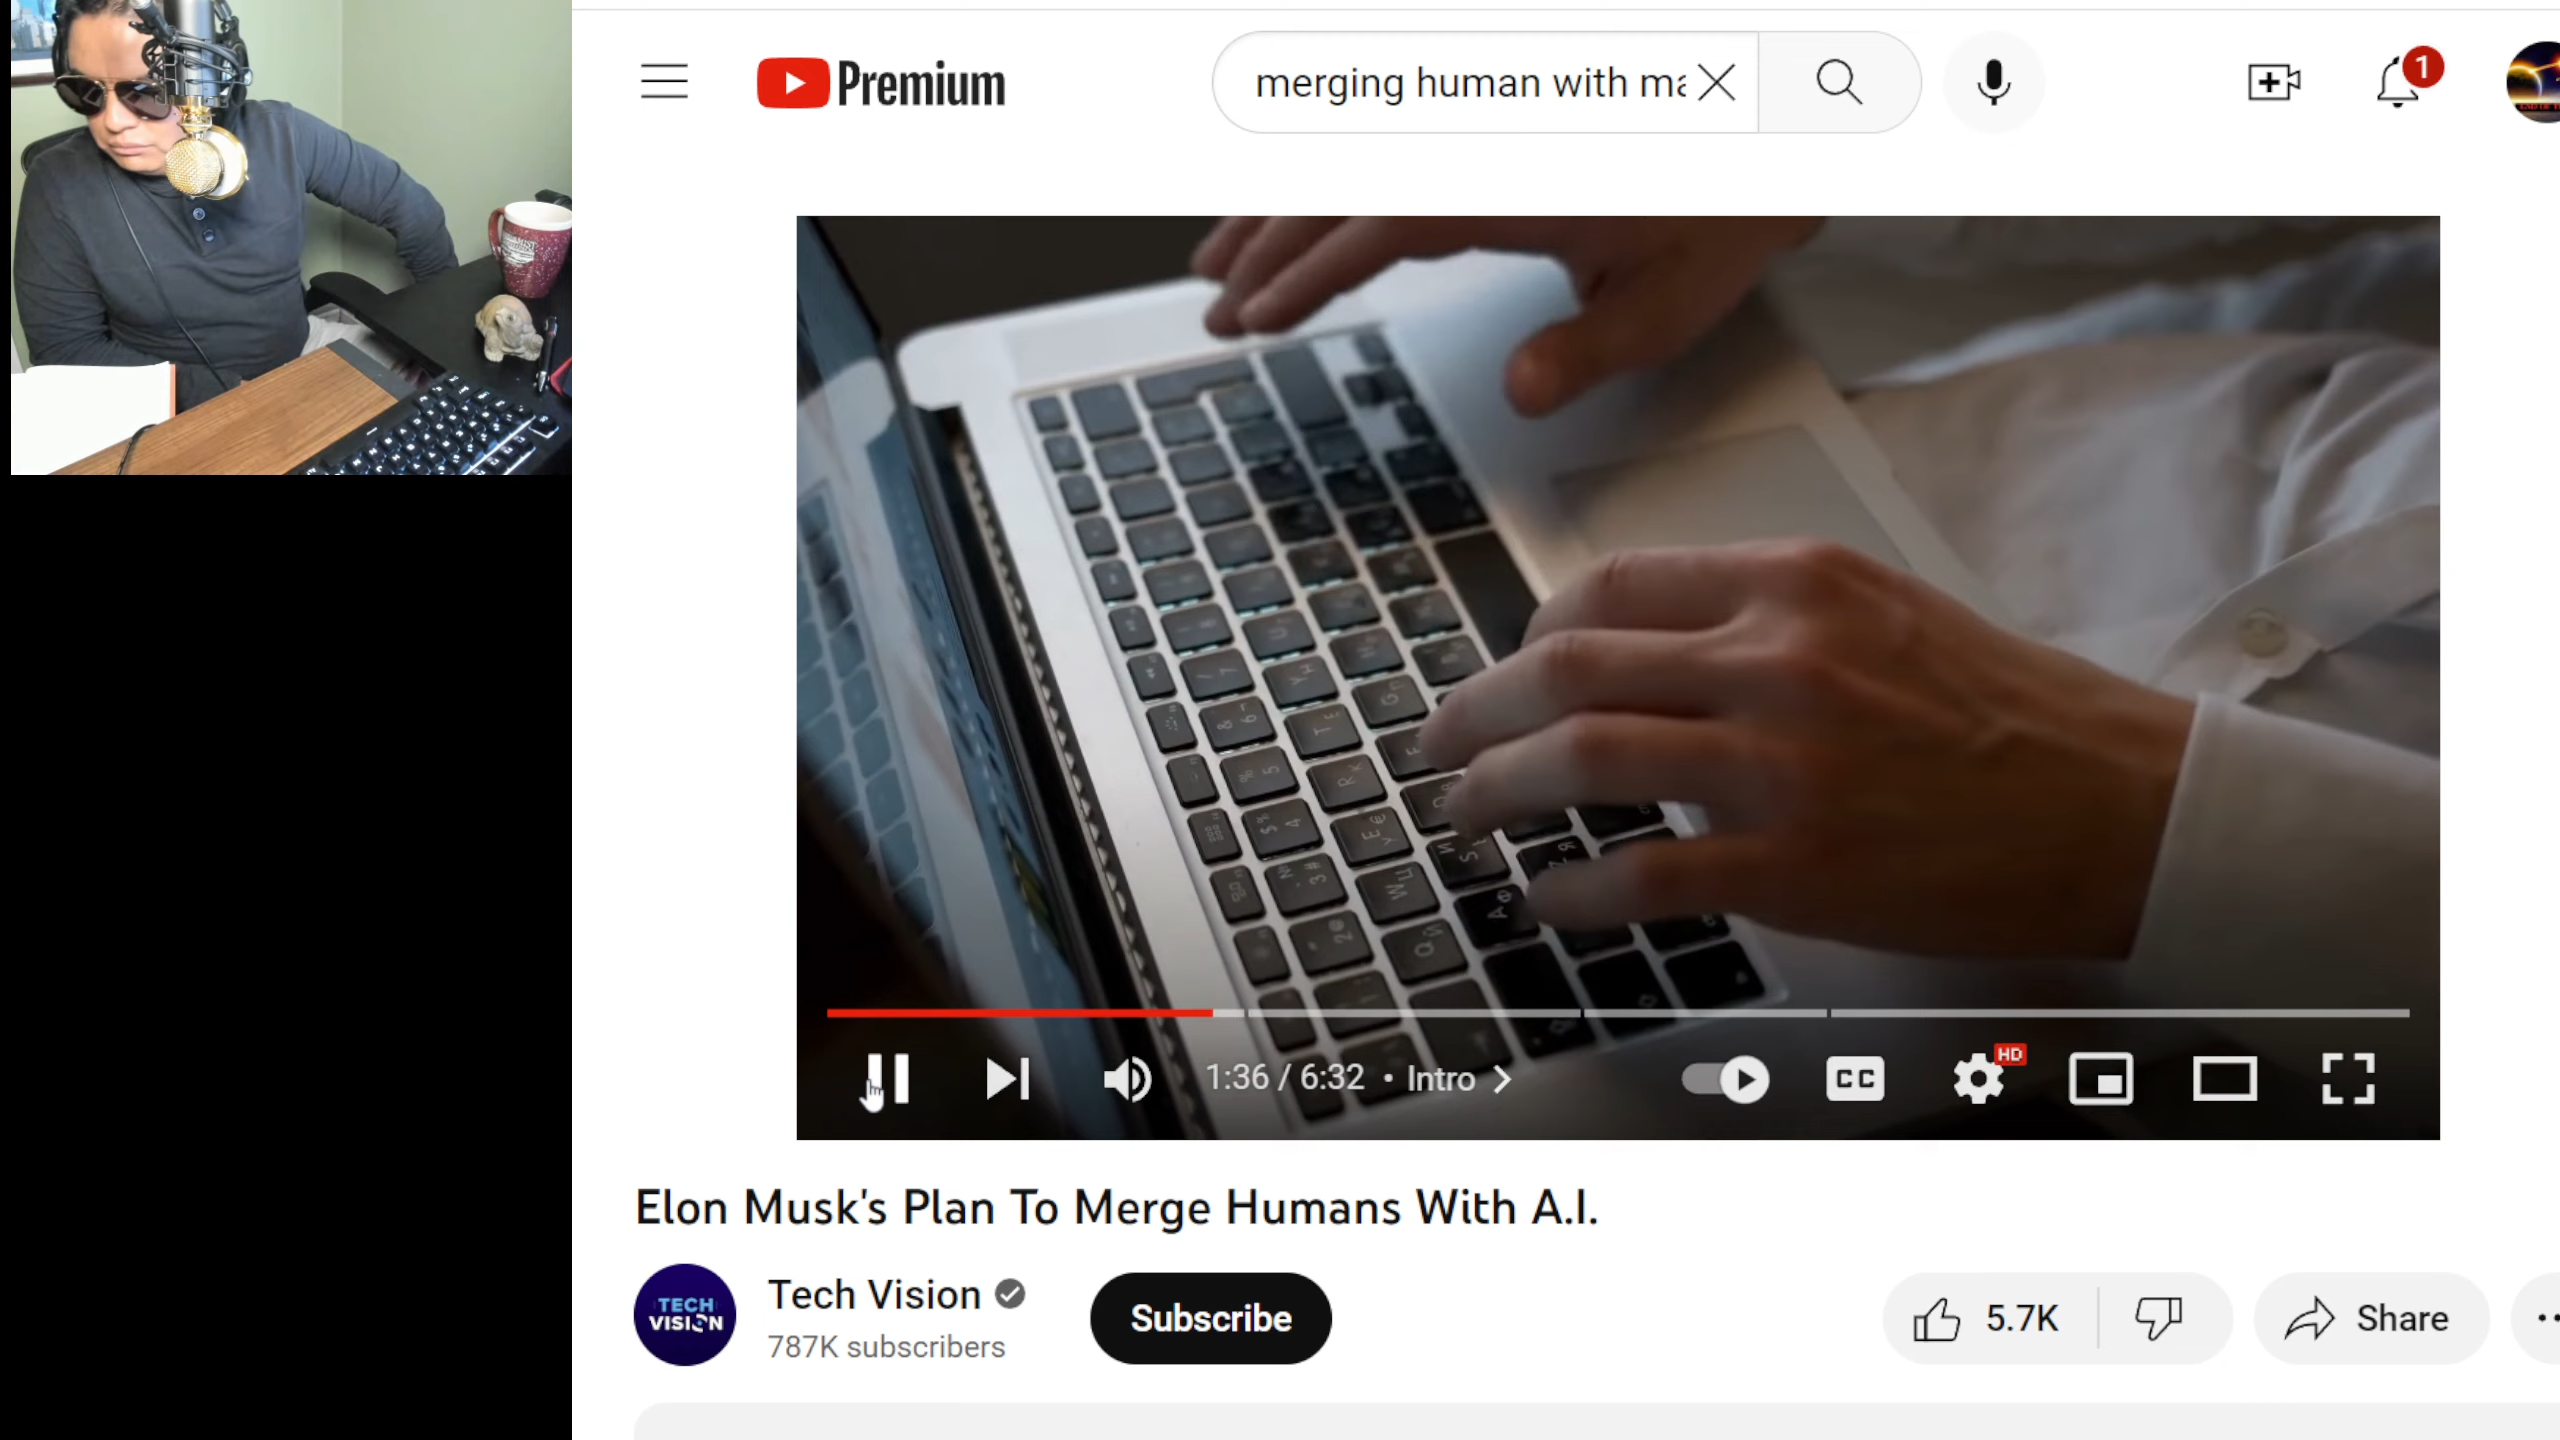 Premium
merging human with ma
1
1:36 / 6:32 • Intro
CC
HD
Elon Musk's Plan To Merge Humans With A.I.
TECH
VISION
Tech Vision
787K subscribers
Subscribe
5.7K
Share